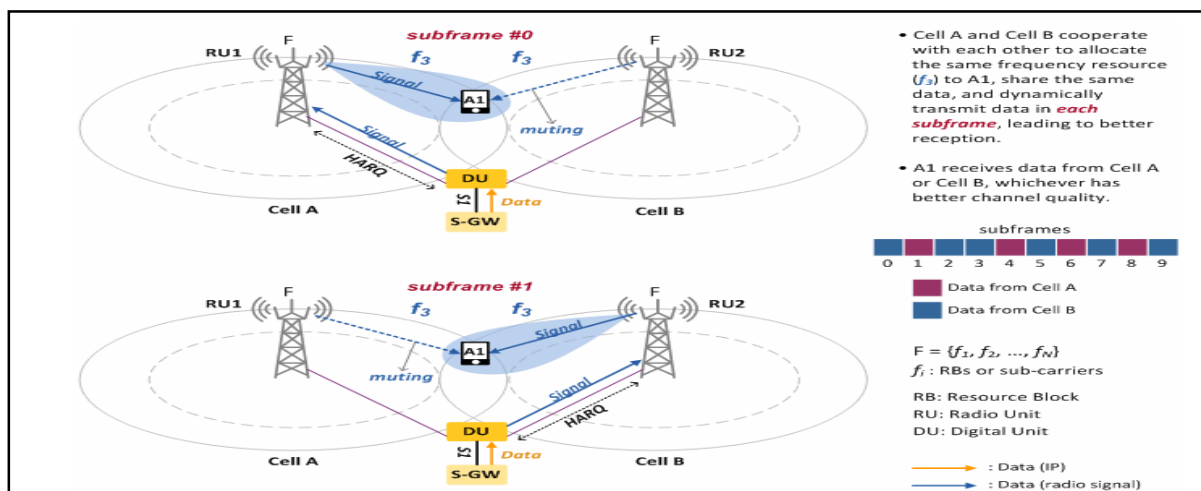 subframe #0
F
F
RU1
f3
f3
RU2
Signal
A1
muting
Signal
HARQ
DU
S1
Data
S-GW
Cell A
Cell B
subframe #1
F
F
RU1
f3
f3
RU2
Signal
A1
muting
Signal
HARQ
DU
S1
Data
S-GW
Cell A
Cell B
• Cell A and Cell B cooperate
with each other to allocate
the same frequency resource
(f3) to A1, share the same
data, and dynamically
transmit data in each
subframe, leading to better
reception.
• A1 receives data from Cell A
or Cell B, whichever has
better channel quality.
subframes
0 1 2 3 4 5 6 7 8 9
Data from Cell A
Data from Cell B
F = {f1, f2, ..., fN}
fi : RBs or sub-carriers
RB: Resource Block
RU: Radio Unit
DU: Digital Unit
: Data (IP)
: Data (radio signal)